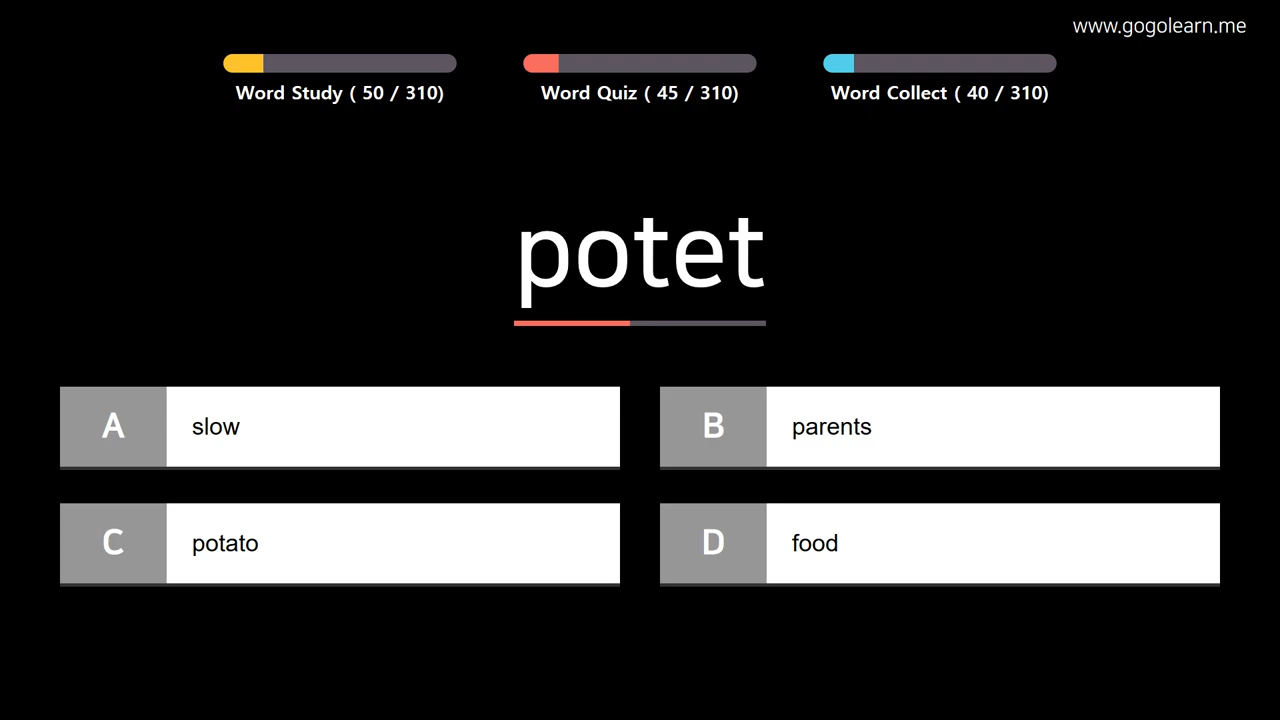 www.gogolearn.me
Word Study ( 50 / 310)
Word Quiz ( 45 / 310)
Word Collect ( 40 / 310)
potet
A slow
B parents
C potato
D food